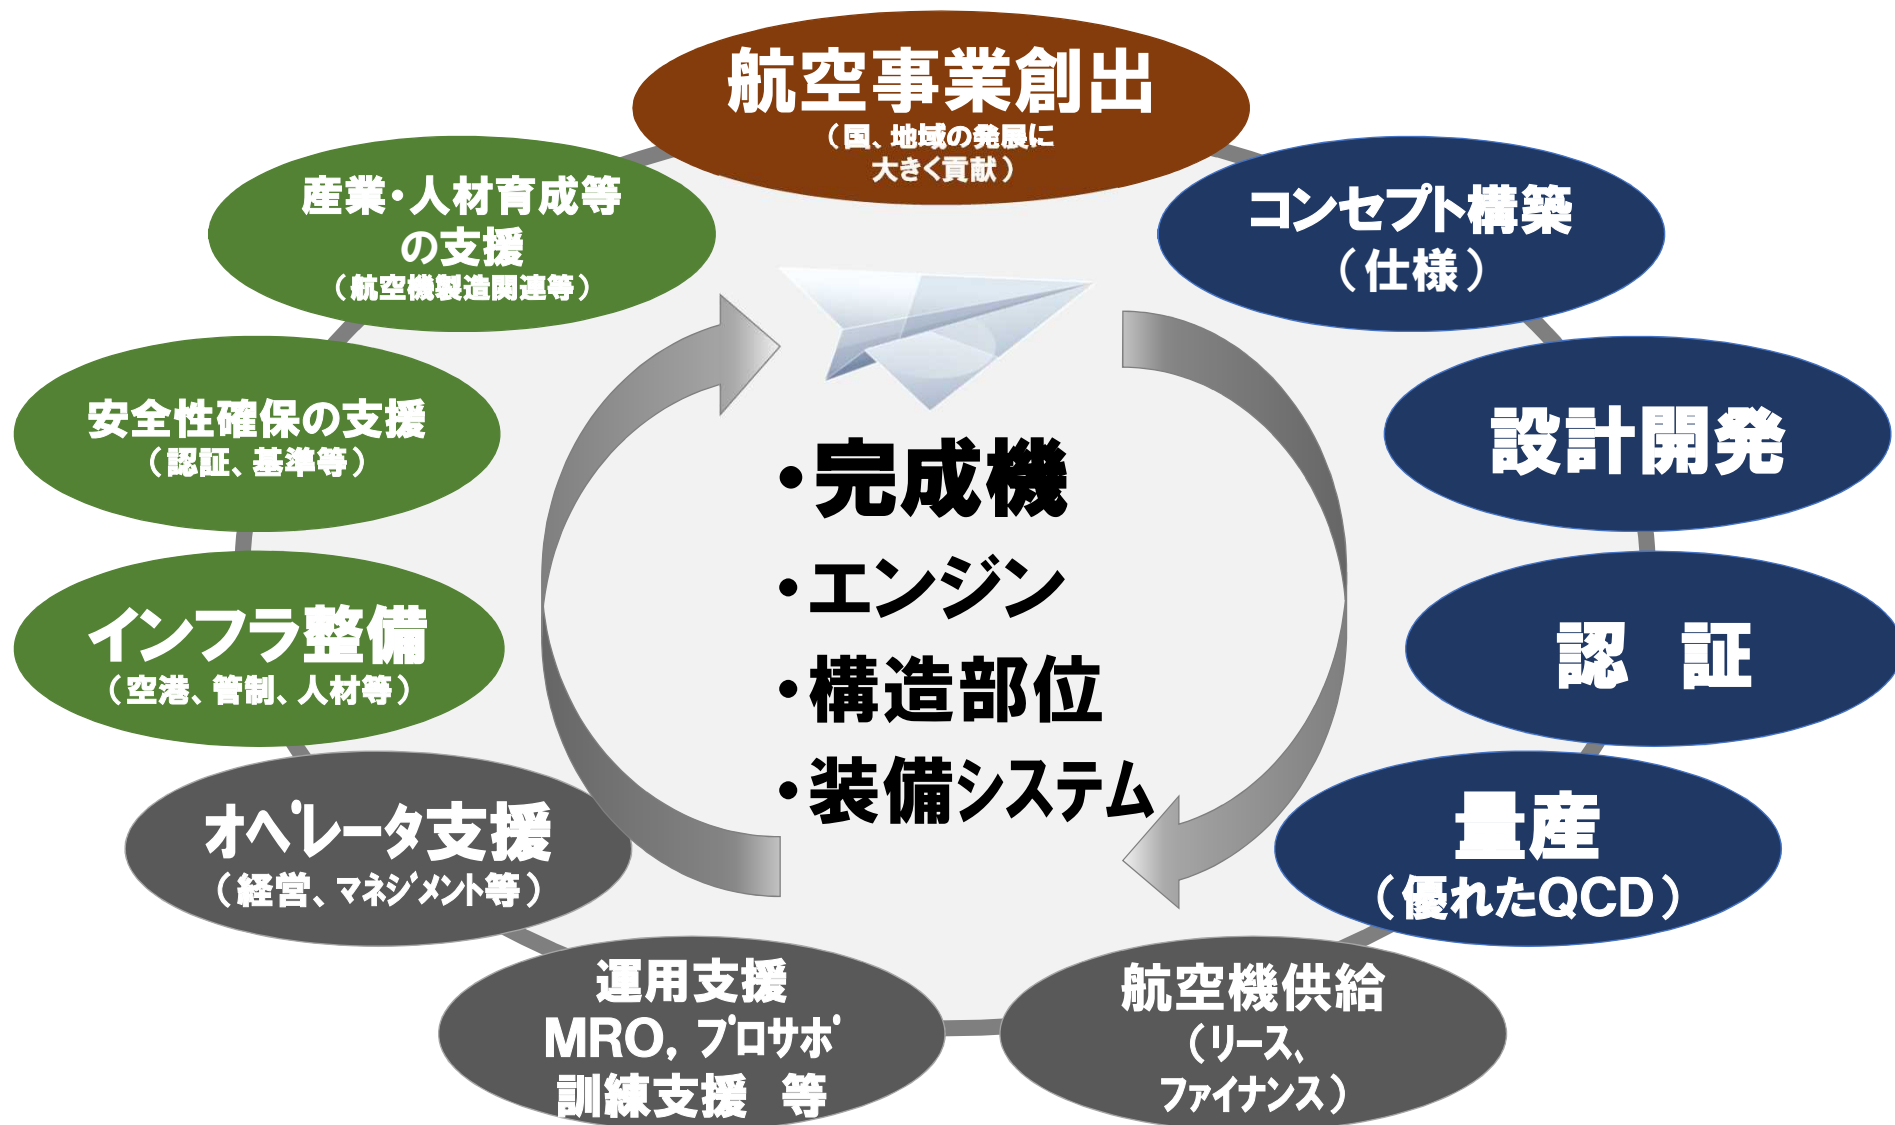 航空事業創出
（国、地域の発展に
大きく貢献）
コンセプト構築
（仕様）
設計開発
認　証
量産
（優れたQCD）
航空機供給
（リース、
ファイナンス）
運用支援
MRO，プロサポ
訓練支援　等
オペレータ支援
（経営、マネジメント等）
インフラ整備
（空港、管制、人材等）
安全性確保の支援
（認証、基準等）
産業・人材育成等
の支援
（航空機製造関連等）
・完成機
・エンジン
・構造部位
・装備システム